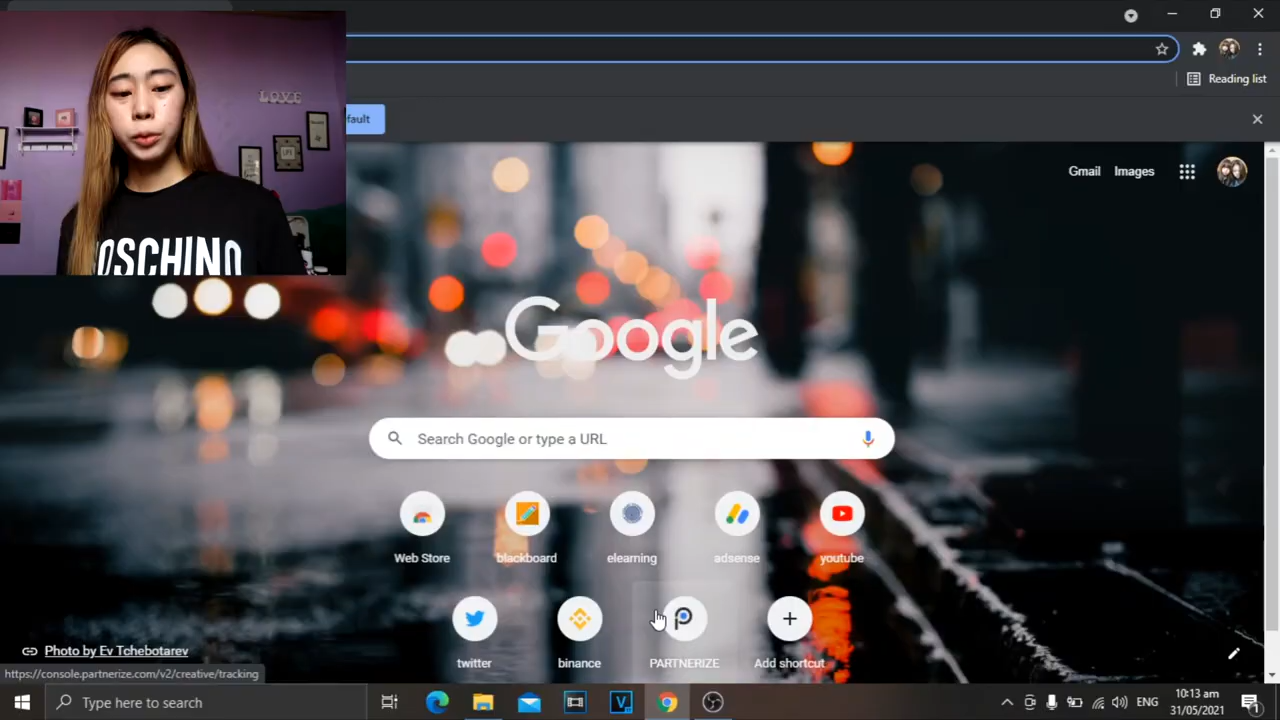 Reading list
fault
LOVE
MOSCHINO
Gmail Images
Google
Search Google or type a URL
Web Store
blackboard
elearning
adsense
youtube
twitter
binance
PARTNERIZE
Add shortcut
Photo by Ev Tchebotarev
https://console.partnerize.com/v2/creative/tracking
Type here to search
ENG
10:13 am
31/05/2021